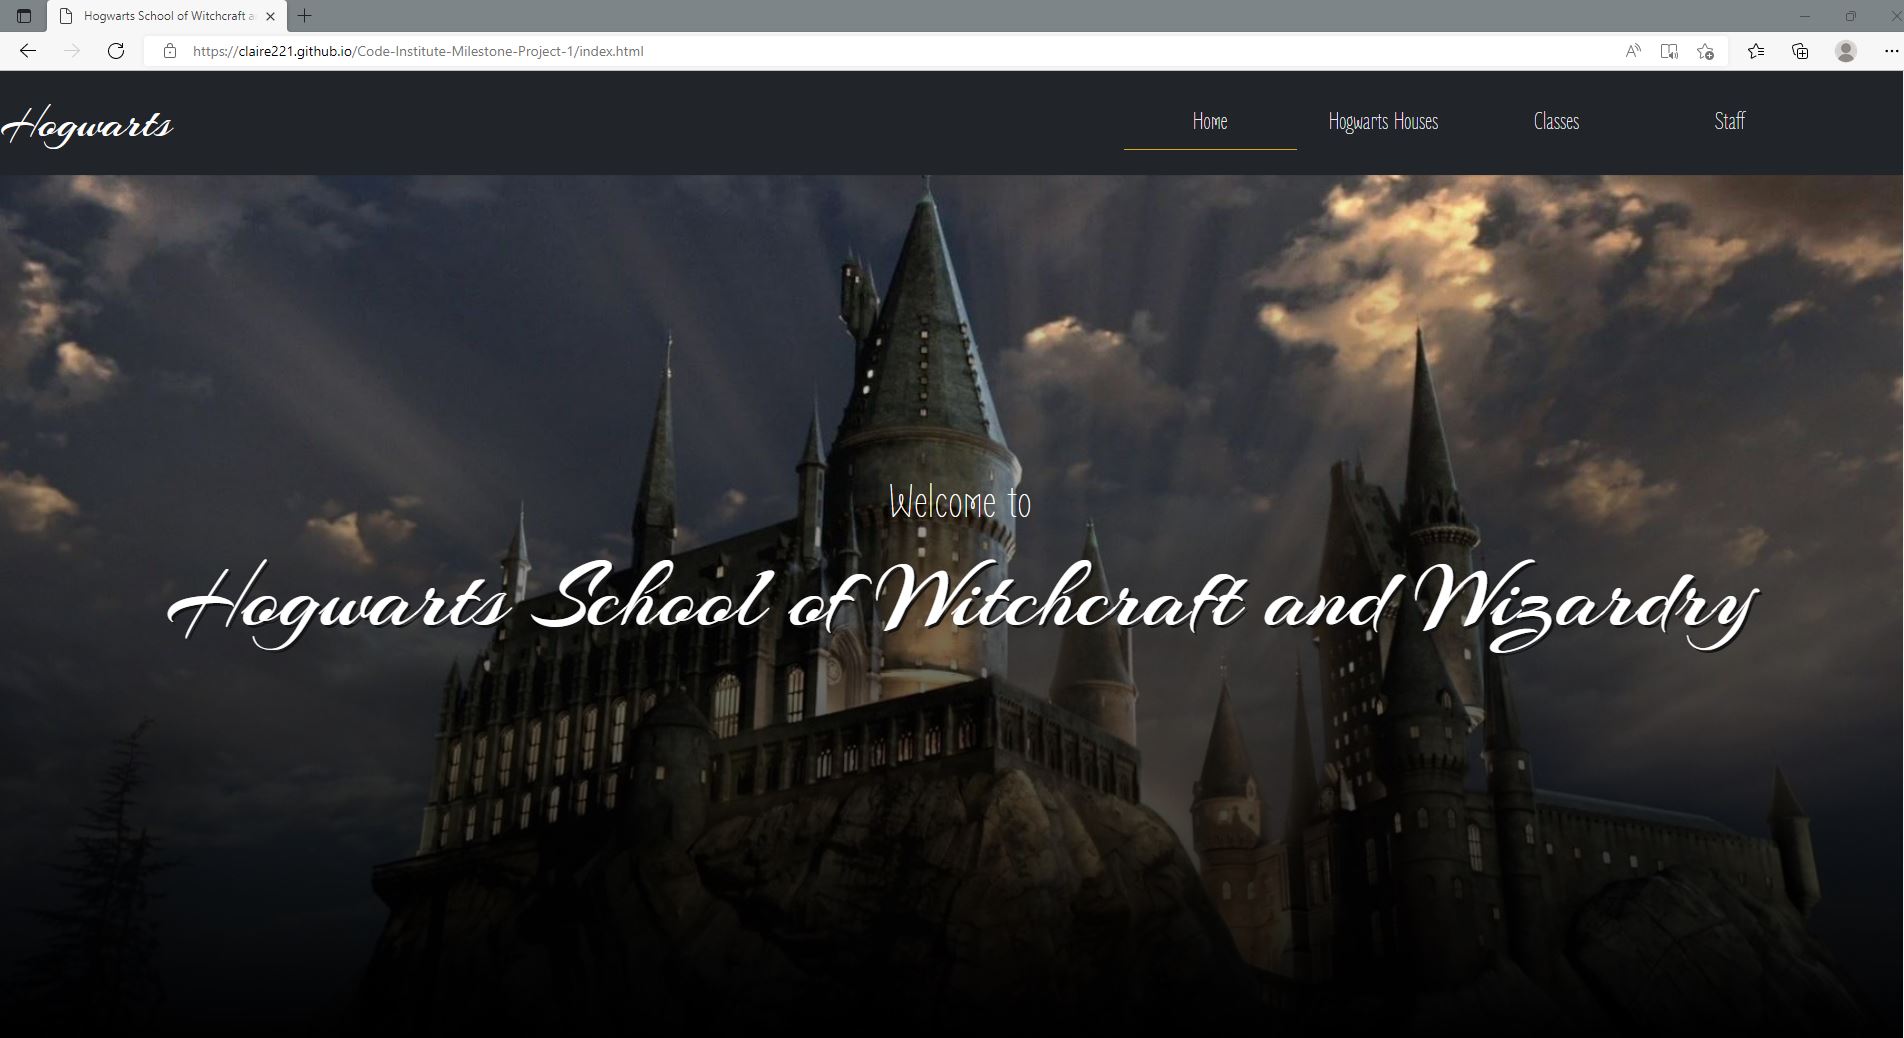 Hogwarts School of Witchcraft a
https://claire221.github.io/Code-Institute-Milestone-Project-1/index.html
Hogwarts
Home Hogwarts Houses Classes Staff
Welcome to
Hogwarts School of Witchcraft and Wizardry